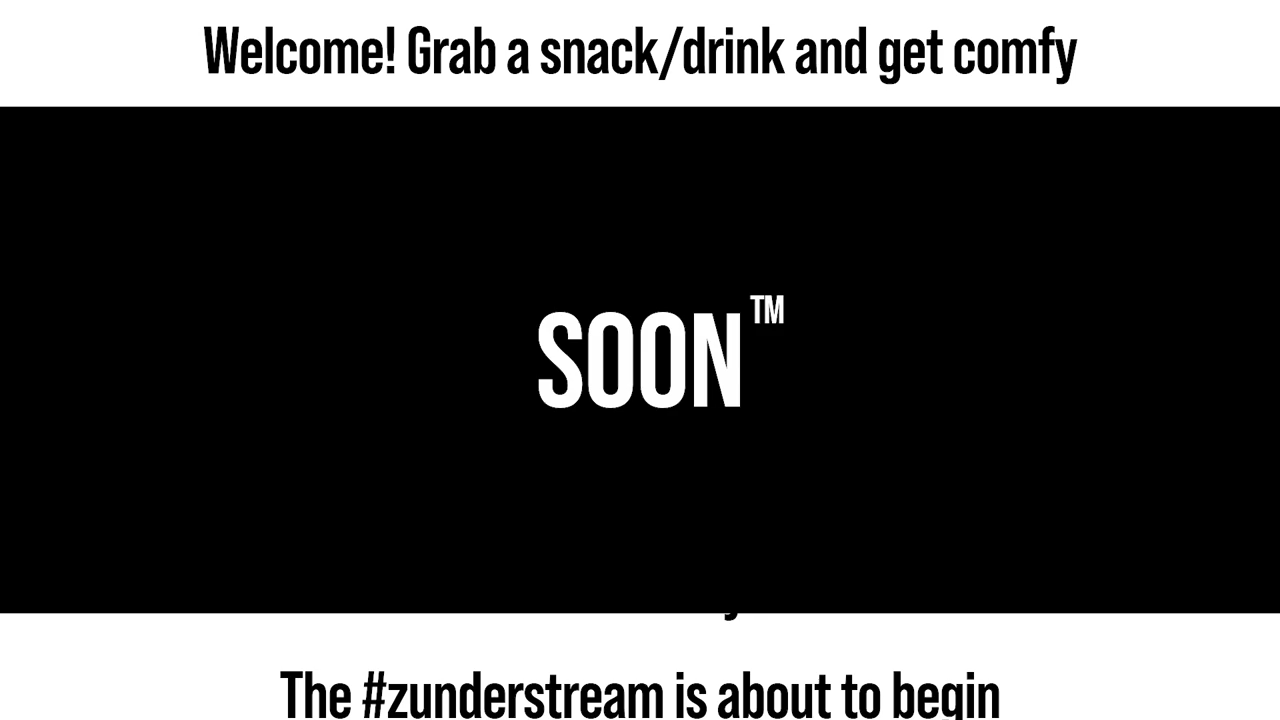 Welcome! Grab a snack/drink and get comfy
SOON™
The #zunderstream is about to begin